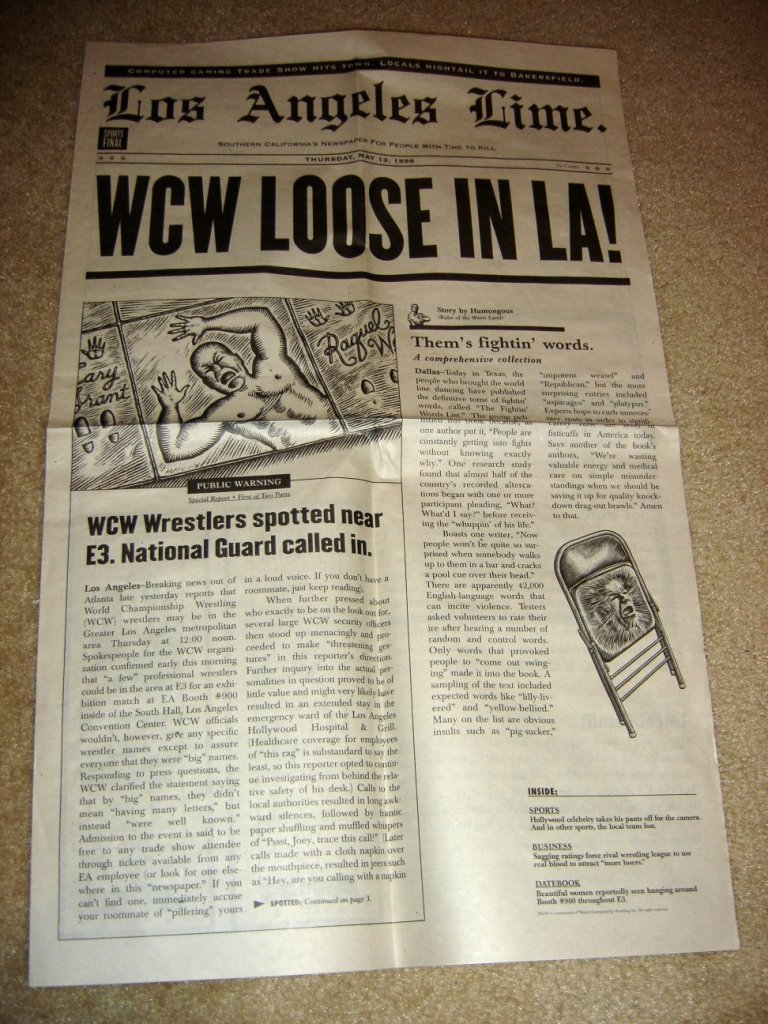 COMPUTER GAMING TRADE SHOW HITS TOWN. LOCALS HIGHTAIL IT TO BAKERSFIELD.
Los Angeles Lime.
SPORTS
FINAL
SOUTHERN CALIFORNIA'S NEWSPAPER FOR PEOPLE WITH TIME TO KILL.
THURSDAY, MAY 13, 1999
50 Cents
WCW LOOSE IN LA!
ary
rant
Raquel
W
PUBLIC WARNING
Special Report • First of Two Parts
WCW Wrestlers spotted near
E3. National Guard called in.
Los Angeles–Breaking news out of
Atlanta late yesterday reports that
World Championship Wrestling
(WCW) wrestlers may be in the
Greater Los Angeles metropolitan
area Thursday at 12:00 noon.
Spokespeople for the WCW organi-
zation confirmed early this morning
that "a few" professional wrestlers
could be in the area at E3 for an exhi-
bition match at EA Booth #900
inside of the South Hall, Los Angeles
Convention Center. WCW officials
wouldn't, however, give any specific
wrestler names except to assure
everyone that they were "big" names.
Responding to press questions, the
WCW clarified the statement saying
that by "big" names, they didn't
mean "having many letters," but
instead "were well known."
Admission to the event is said to be
free to any trade show attendee
through tickets available from any
EA employee (or look for one else-
where in this "newspaper." If you
can't find one, immediately accuse
your roommate of "pilfering" yours
in a loud voice. If you don't have a
roommate, just keep reading).
When further pressed about
who exactly to be on the look out for,
several large WCW security officers
then stood up menacingly and pro-
ceeded to make "threatening ges-
tures" in this reporter's direction.
Further inquiry into the actual per-
sonalities in question proved to be of
little value and might very likely have
resulted in an extended stay in the
emergency ward of the Los Angeles
Hollywood Hospital & Grill.
(Healthcare coverage for employees
of "this rag" is substandard to say the
least, so this reporter opted to contin-
ue investigating from behind the rela-
tive safety of his desk.) Calls to the
local authorities resulted in long awk-
ward silences, followed by frantic
paper shuffling and muffled whispers
of "Pssst, Joey, trace this call!" (Later
calls made with a cloth napkin over
the mouthpiece, resulted in jeers such
as "Hey, are you calling with a napkin
SPOTTED: Continued on page 3.
Story by Humongous
(Ruler of the Waste Land)
Them's fightin' words.
A comprehensive collection
Dallas–Today in Texas, the
people who brought the world
lime dancing have published
the definitive tome of fightin'
words, called "The Fightin'
Words List." The group pub-
lished this book because, as
one author put it, "People are
constantly getting into fights
without knowing exactly
why." One research study
found that almost half of the
country's recorded alterca-
tions began with one or more
participant pleading, "What?
What'd I say?" before receiv-
ing the "whuppin' of his life."
Boasts one writer, "Now
people won't be quite so sur-
prised when somebody walks
up to them in a bar and cracks
a pool cue over their head."
There are apparently 42,000
English-language words that
can incite violence. Testers
asked volunteers to rate their
ire after hearing a number of
random and control words.
Only words that provoked
people to "come out swing-
ing" made it into the book. A
sampling of the text included
expected words like "lilly-liv-
ered" and "yellow-bellied."
Many on the list are obvious
insults such as "pig-sucker,"
"impotent weasel" and
"Republican," but the more
surprising entries included
"asparagus" and "platypus."
Experts hope to curb unneces-
sary
fisticuffs in America today.
Says another of the book's
authors, "We're wasting
valuable energy and medical
care on simple misunder-
standings when we should be
saving it up for quality knock-
down drag-out brawls." Amen
to that.
INSIDE:
SPORTS
Hollywood celebrity takes his pants off for the camera.
And in other sports, the local team lost.
BUSINESS
Sagging ratings force rival wrestling league to use
real blood to attract "more losers."
DATEBOOK
Beautiful women reportedly seen hanging around
Booth #900 throughout E3.
WCW is a trademark of World Championship Wrestling Inc. All rights reserved.